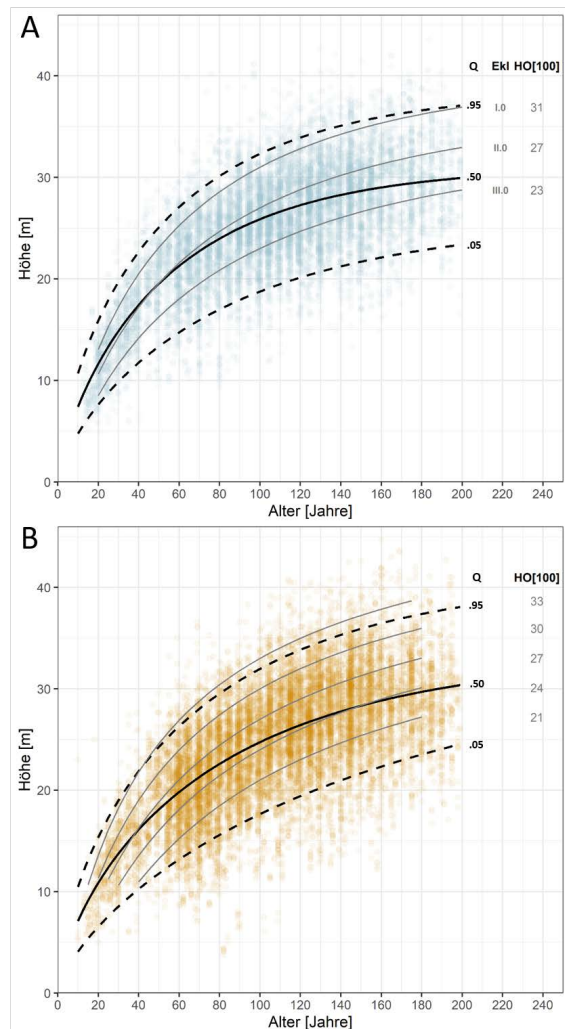 A
Q Ekl HO[100]
40
.95 I.0 31
II.0 27
30
.50
III.0 23
Höhe [m]
.05
20
10
0
0 20 40 60 80 100 120 140 160 180 200 220 240
Alter [Jahre]
B
Q HO[100]
40
33
.95
30
27
30
.50
24
21
.05
Höhe [m]
20
10
0
0 20 40 60 80 100 120 140 160 180 200 220 240
Alter [Jahre]